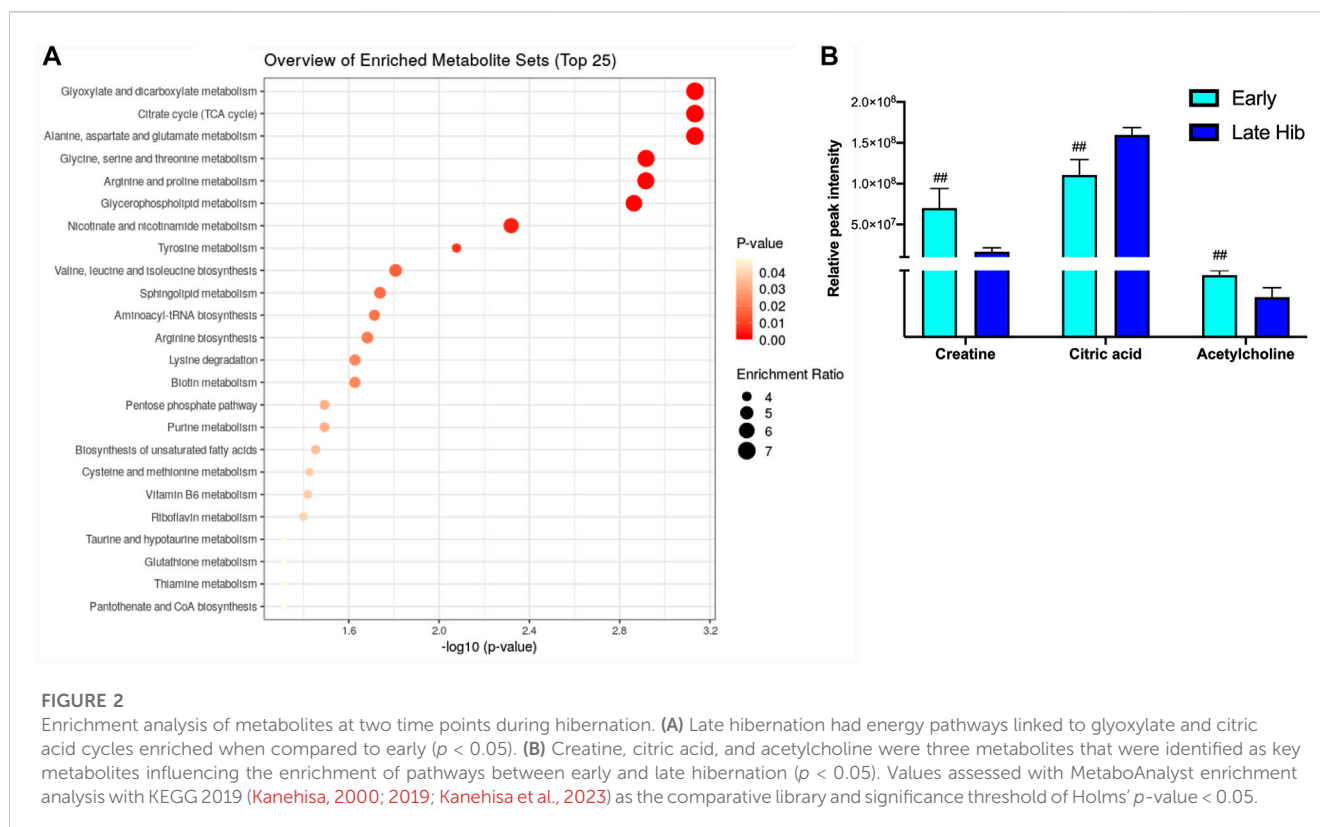 A
Overview of Enriched Metabolite Sets (Top 25)
Glyoxylate and dicarboxylate metabolism
Citrate cycle (TCA cycle)
Alanine, aspartate and glutamate metabolism
Glycine, serine and threonine metabolism
Arginine and proline metabolism
Glycerophospholipid metabolism
Nicotinate and nicotinamide metabolism
Tyrosine metabolism
Valine, leucine and isoleucine biosynthesis
Sphingolipid metabolism
Aminoacyl-tRNA biosynthesis
Arginine biosynthesis
Lysine degradation
Biotin metabolism
Pentose phosphate pathway
Purine metabolism
Biosynthesis of unsaturated fatty acids
Cysteine and methionine metabolism
Vitamin B6 metabolism
Riboflavin metabolism
Taurine and hypotaurine metabolism
Glutathione metabolism
Thiamine metabolism
Pantothenate and CoA biosynthesis
1.6 2.0 2.4 2.8 3.2
-log10 (p-value)
P-value
0.04
0.03
0.02
0.01
0.00
Enrichment Ratio
4
5
6
7
B
Early
Late Hib
Relative peak intensity
2.0×10⁸
1.5×10⁸
1.0×10⁸
5.0×10⁷
##
##
##
Creatine Citric acid Acetylcholine
FIGURE 2
Enrichment analysis of metabolites at two time points during hibernation. (A) Late hibernation had energy pathways linked to glyoxylate and citric
acid cycles enriched when compared to early (p < 0.05). (B) Creatine, citric acid, and acetylcholine were three metabolites that were identified as key
metabolites influencing the enrichment of pathways between early and late hibernation (p < 0.05). Values assessed with MetaboAnalyst enrichment
analysis with KEGG 2019 (Kanehisa, 2000; 2019; Kanehisa et al., 2023) as the comparative library and significance threshold of Holms' p-value < 0.05.